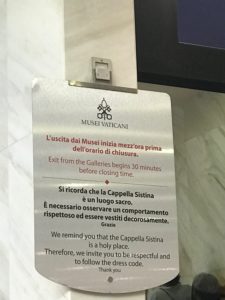 MUSEI VATICANI
L'uscita dai Musei inizia mezz'ora prima
dell'orario di chiusura.
Exit from the Galleries begins 30 minutes
before closing time.
Si ricorda che la Cappella Sistina
è un luogo sacro.
È necessario osservare un comportamento
rispettoso ed essere vestiti decorosamente.
Grazie
We remind you that the Cappella Sistina
is a holy place.
Therefore, we invite you to be respectful and
to follow the dress code.
Thank you